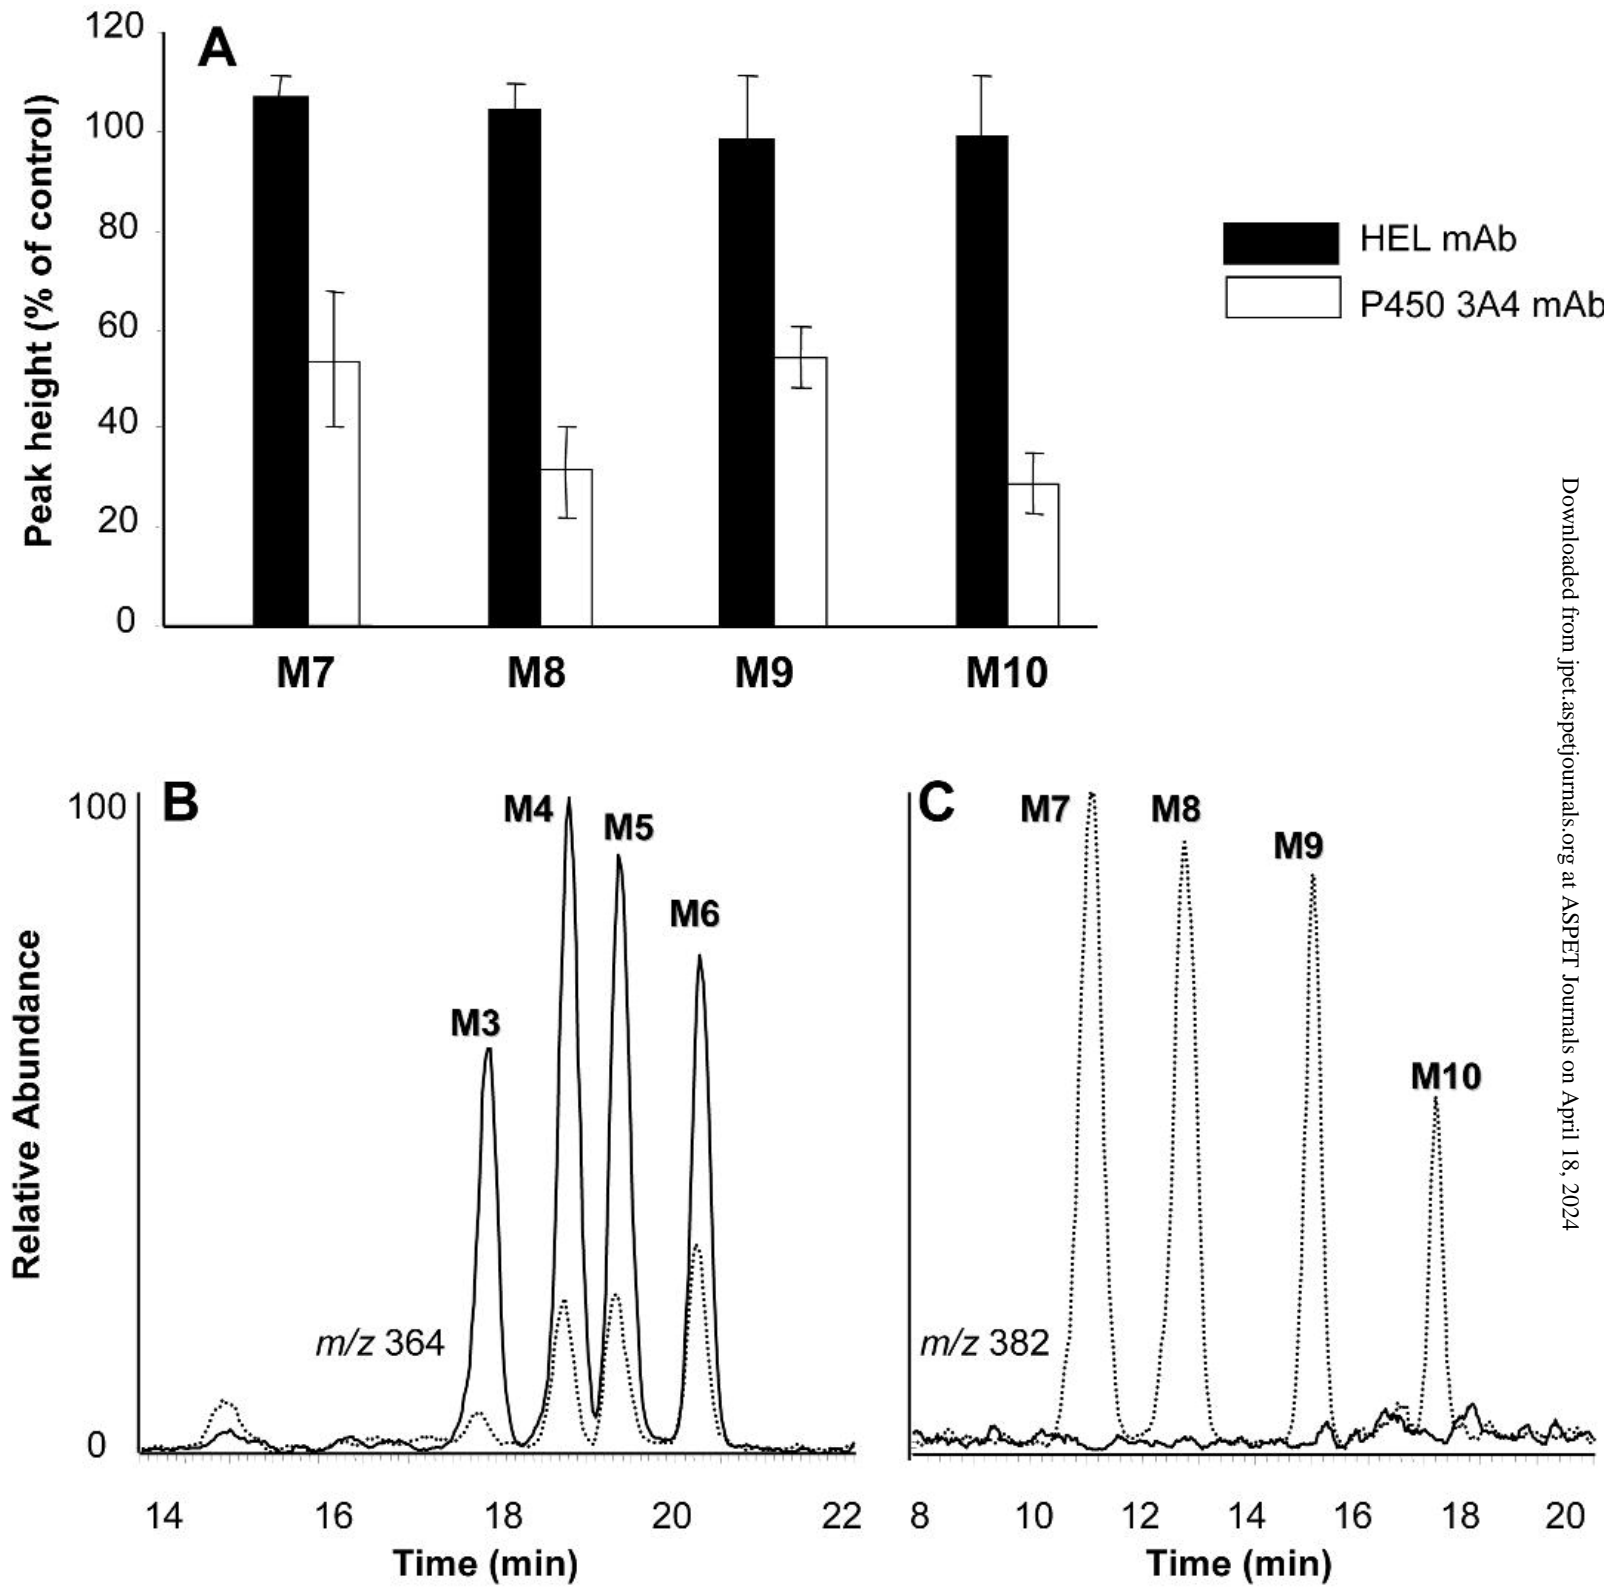 A
120
100
80
60
40
20
0
Peak height (% of control)
M7 M8 M9 M10
HEL mAb
P450 3A4 mAb
B
100
0
Relative Abundance
M3
M4
M5
M6
m/z 364
14 16 18 20 22
Time (min)
C
M7
M8
M9
M10
m/z 382
8 10 12 14 16 18 20
Time (min)
Downloaded from jpet.aspetjournals.org at ASPET Journals on April 18, 2024